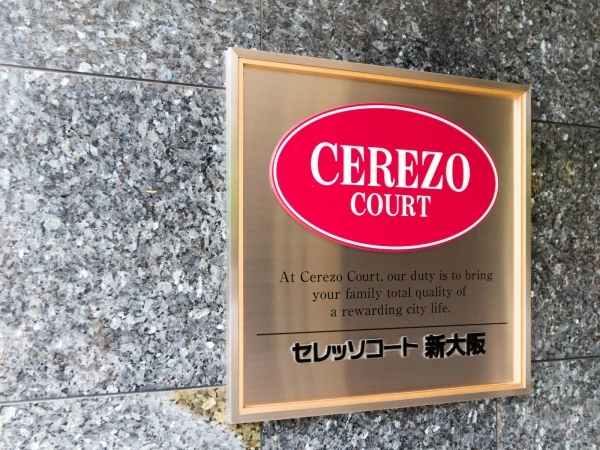 CEREZO
COURT
At Cerezo Court, our duty is to bring
your family total quality of
a rewarding city life.
セレッソコート 新大阪